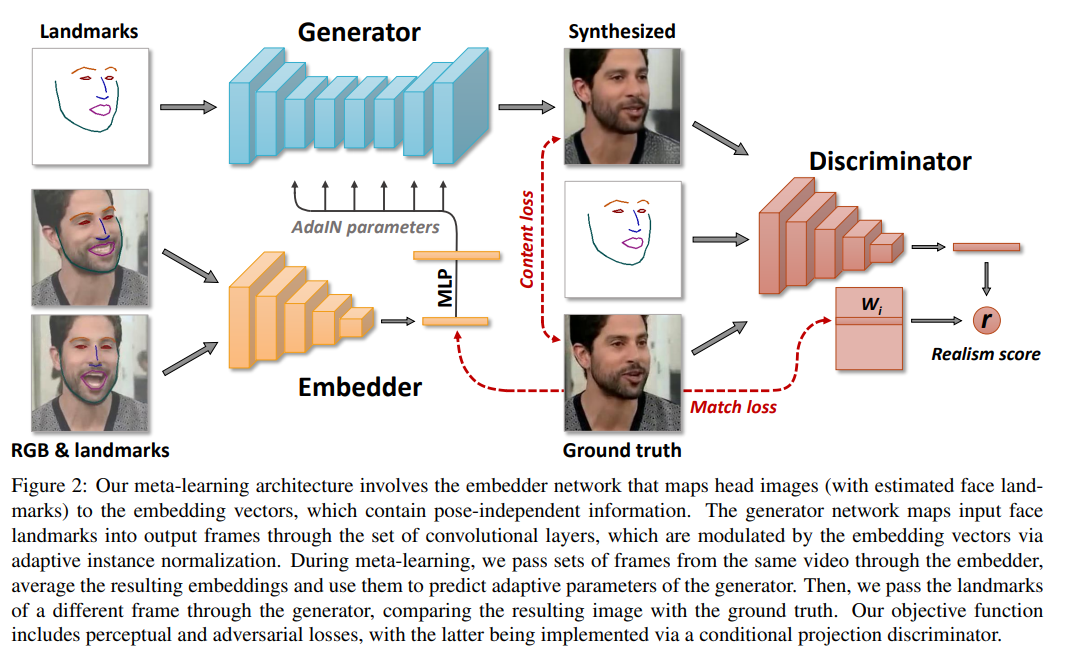 Landmarks
Generator
Synthesized
Discriminator
AdaIN parameters
Content loss
MLP
W i
r
Realism score
Embedder
Match loss
RGB & landmarks
Ground truth
Figure 2: Our meta-learning architecture involves the embedder network that maps head images (with estimated face land-
marks) to the embedding vectors, which contain pose-independent information. The generator network maps input face
landmarks into output frames through the set of convolutional layers, which are modulated by the embedding vectors via
adaptive instance normalization. During meta-learning, we pass sets of frames from the same video through the embedder,
average the resulting embeddings and use them to predict adaptive parameters of the generator. Then, we pass the landmarks
of a different frame through the generator, comparing the resulting image with the ground truth. Our objective function
includes perceptual and adversarial losses, with the latter being implemented via a conditional projection discriminator.